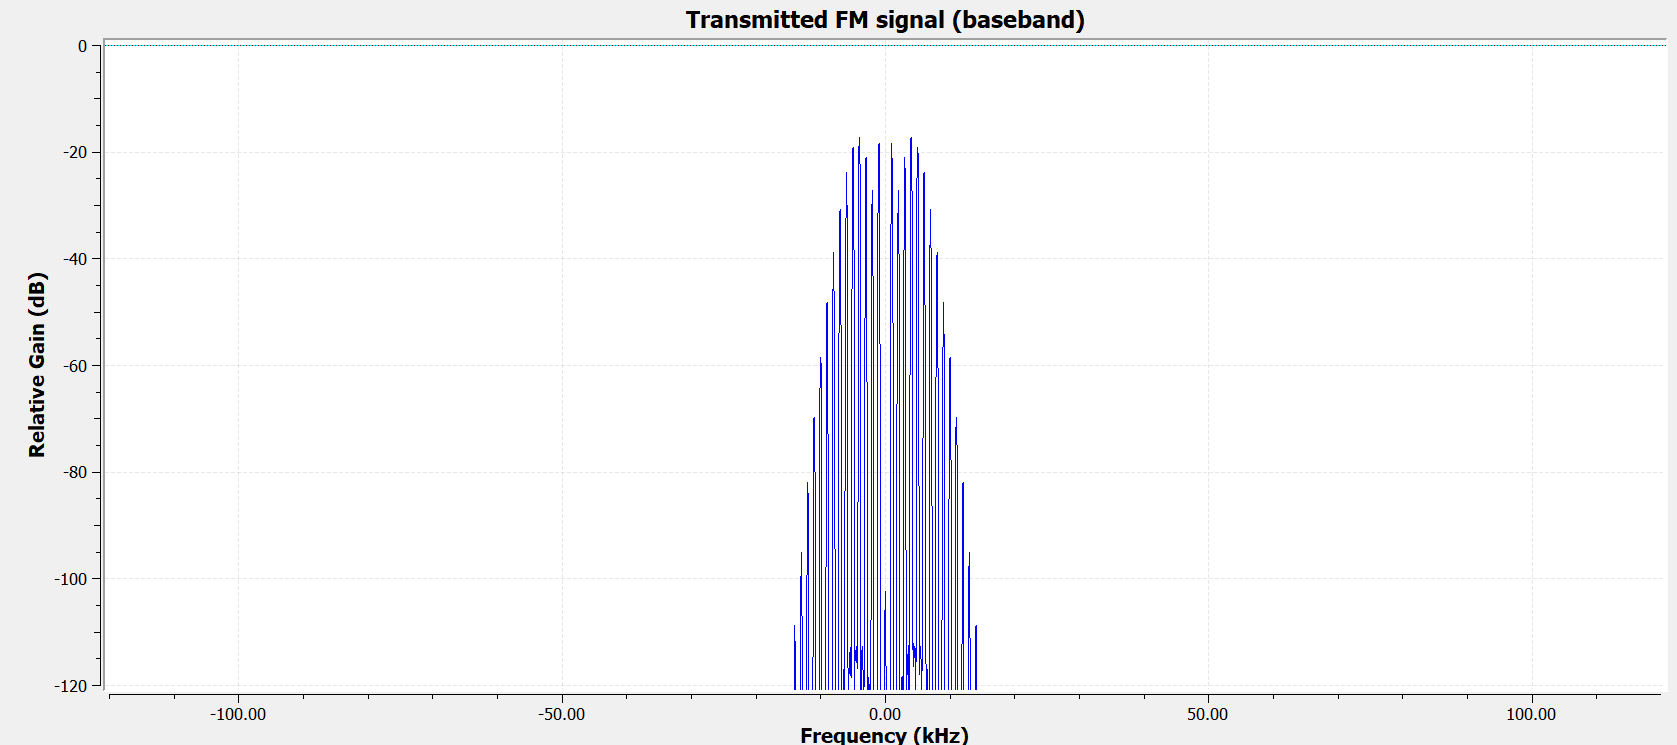 Transmitted FM signal (baseband)
0
-20
-40
-60
-80
-100
-120
Relative Gain (dB)
-100.00 -50.00 0.00 50.00 100.00
Frequency (kHz)